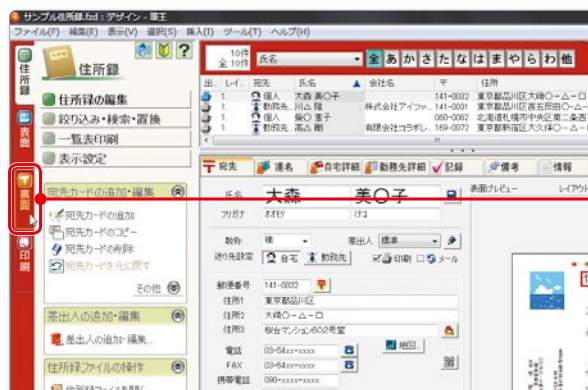 サンプル住所録.fzd : デザイン - 筆王
ファイル(F) 編集(E) 表示(V) 選択(S) 挿入(I) ツール(T) ヘルプ(H)
住所録
表面
裏面
印刷
住所録
住所録の編集
絞り込み・検索・置換
一覧表印刷
表示設定
宛先カードの追加・編集
宛先カードの追加
宛先カードのコピー
宛先カードの削除
宛先カードを元に戻す
その他
差出人の追加・編集
差出人の追加・編集...
住所録ファイルの操作
10件
全 10件
氏名
全 あ か さ た な は ま や ら わ 他
出.. レイ.. 宛先 氏名 会社名 〒 住所
1 個人 大森 美〇子 141-0032 東京都品川区大崎〇-△-□
1 勤務先.. 川△ 隆 株式会社アイファ.. 141-0031 東京都品川区西五反田〇-△-
1 個人 柴〇 恵子 060-0062 北海道札幌市中央区南二条西
1 勤務先.. 高△ 剛 有限会社コラボレ.. 169-0072 東京都新宿区大久保〇-△-
宛先 連名 自宅詳細 勤務先詳細 記録 備考 情報
氏名 大森 美〇子
フリガナ オオモリ
敬称 様 差出人 標準
送り先設定 自宅 勤務先 印刷 メール
郵便番号 141-0032
住所1 東京都品川区
住所2 大崎〇-△-□
住所3 桜台マンション602号室
電話 03-54xx-xxxx
地図...
FAX 03-64xx-xxxx
携帯電話 090-xxxx-xxxx
表面プレビュー レイアウト